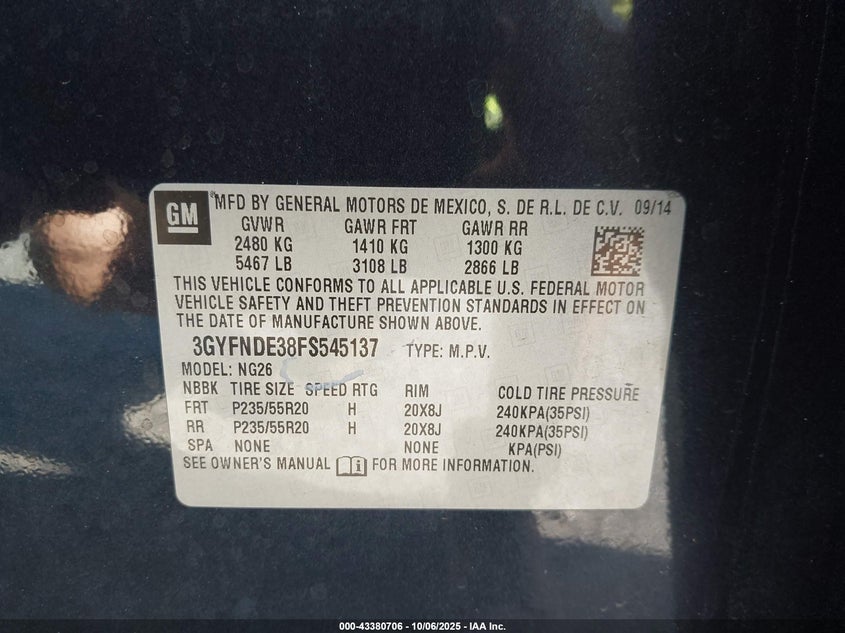 GM
MFD BY GENERAL MOTORS DE MEXICO, S. DE R.L. DE C.V. 09/14
GVWR GAWR FRT GAWR RR
2480 KG 1410 KG 1300 KG
5467 LB 3108 LB 2866 LB
THIS VEHICLE CONFORMS TO ALL APPLICABLE U.S. FEDERAL MOTOR
VEHICLE SAFETY AND THEFT PREVENTION STANDARDS IN EFFECT ON
THE DATE OF MANUFACTURE SHOWN ABOVE.
3GYFNDE38FS545137 TYPE: M.P.V.
MODEL: NG26
NBBK TIRE SIZE SPEED RTG RIM COLD TIRE PRESSURE
FRT P235/55R20 H 20X8J 240KPA(35PSI)
RR P235/55R20 H 20X8J 240KPA(35PSI)
SPA NONE NONE KPA(PSI)
SEE OWNER'S MANUAL FOR MORE INFORMATION.
000-43380706 - 10/06/2025 - IAA Inc.